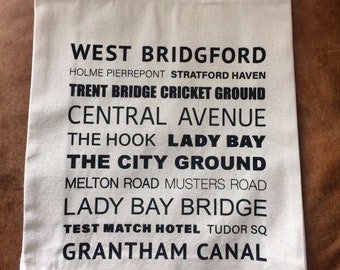 WEST BRIDGFORD
HOLME PIERREPONT STRATFORD HAVEN
TRENT BRIDGE CRICKET GROUND
CENTRAL AVENUE
THE HOOK LADY BAY
THE CITY GROUND
MELTON ROAD MUSTERS ROAD
LADY BAY BRIDGE
TEST MATCH HOTEL TUDOR SQ
GRANTHAM CANAL